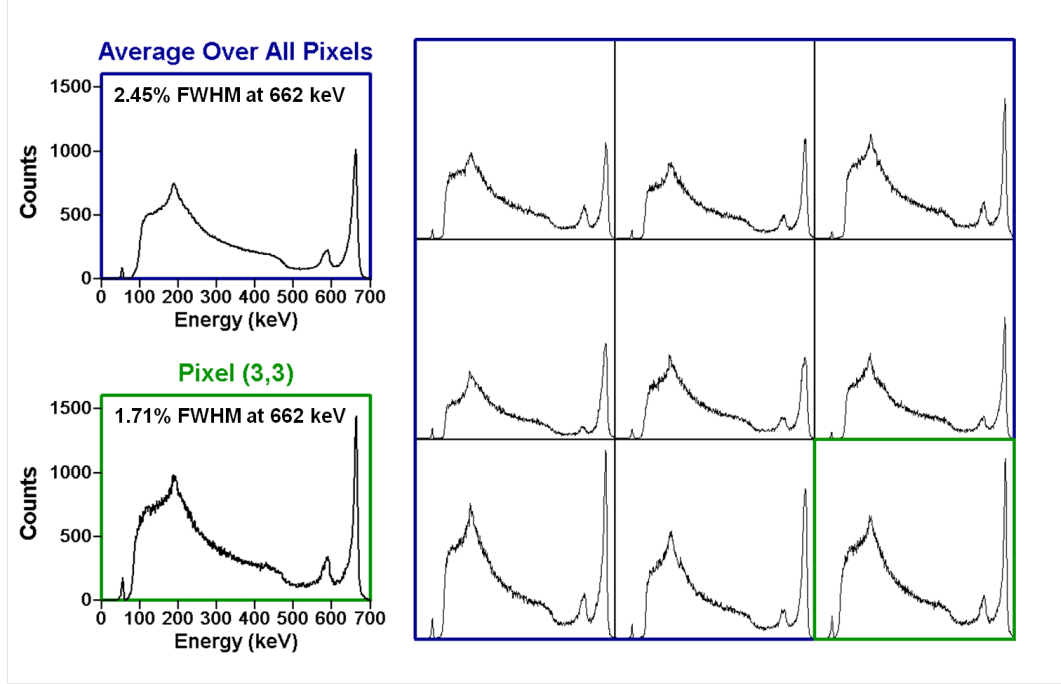 Average Over All Pixels
2.45% FWHM at 662 keV
1500
1000
500
0
Counts
0 100 200 300 400 500 600 700
Energy (keV)
Pixel (3,3)
1.71% FWHM at 662 keV
1500
1000
500
0
Counts
0 100 200 300 400 500 600 700
Energy (keV)